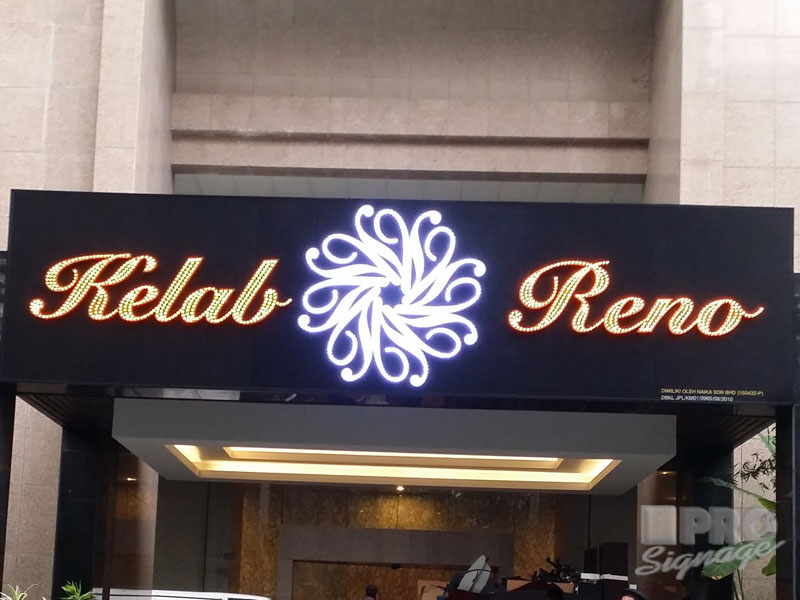 Kelab Reno
DIMILIKI OLEH NAIKA SDN BHD (150432-P)
DBKL JPL/KM01/0965/09/2010
PRO
Signage